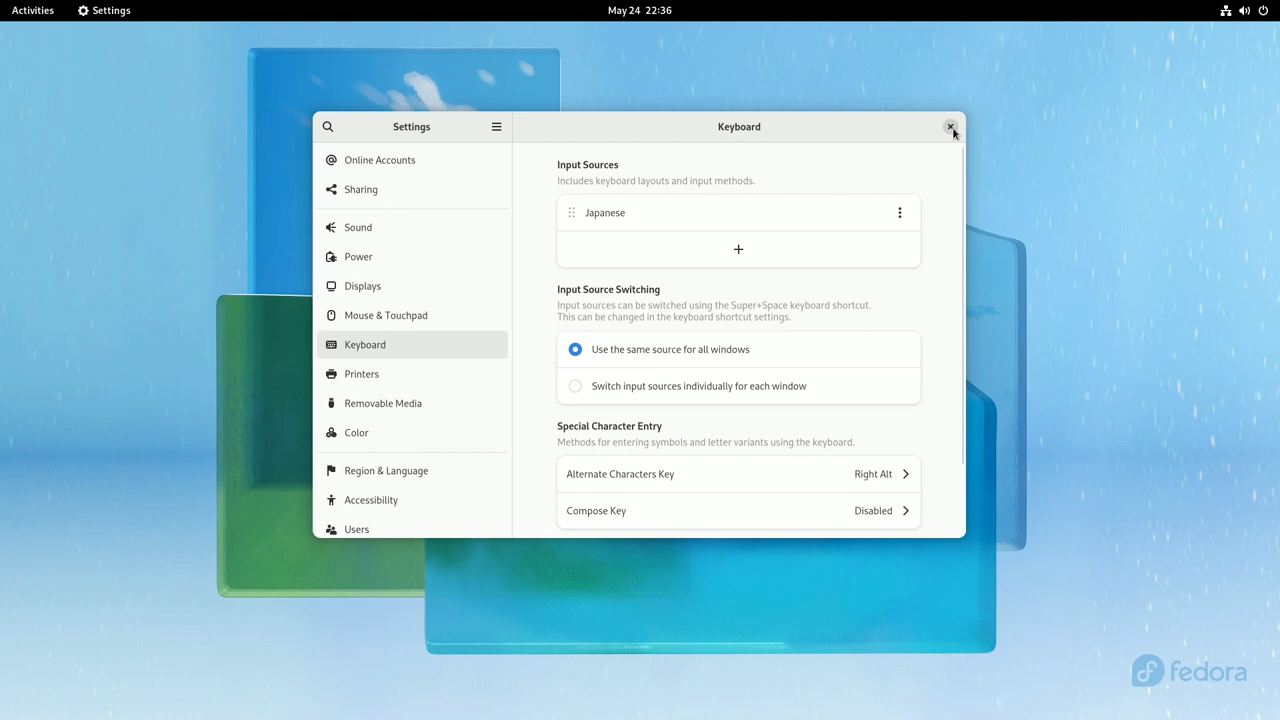 Activities
Settings
May 24 22:36
Settings
Keyboard
Online Accounts
Sharing
Sound
Power
Displays
Mouse & Touchpad
Keyboard
Printers
Removable Media
Color
Region & Language
Accessibility
Users
Input Sources
Includes keyboard layouts and input methods.
Japanese
Input Source Switching
Input sources can be switched using the Super+Space keyboard shortcut.
This can be changed in the keyboard shortcut settings.
Use the same source for all windows
Switch input sources individually for each window
Special Character Entry
Methods for entering symbols and letter variants using the keyboard.
Alternate Characters Key Right Alt
Compose Key Disabled
fedora